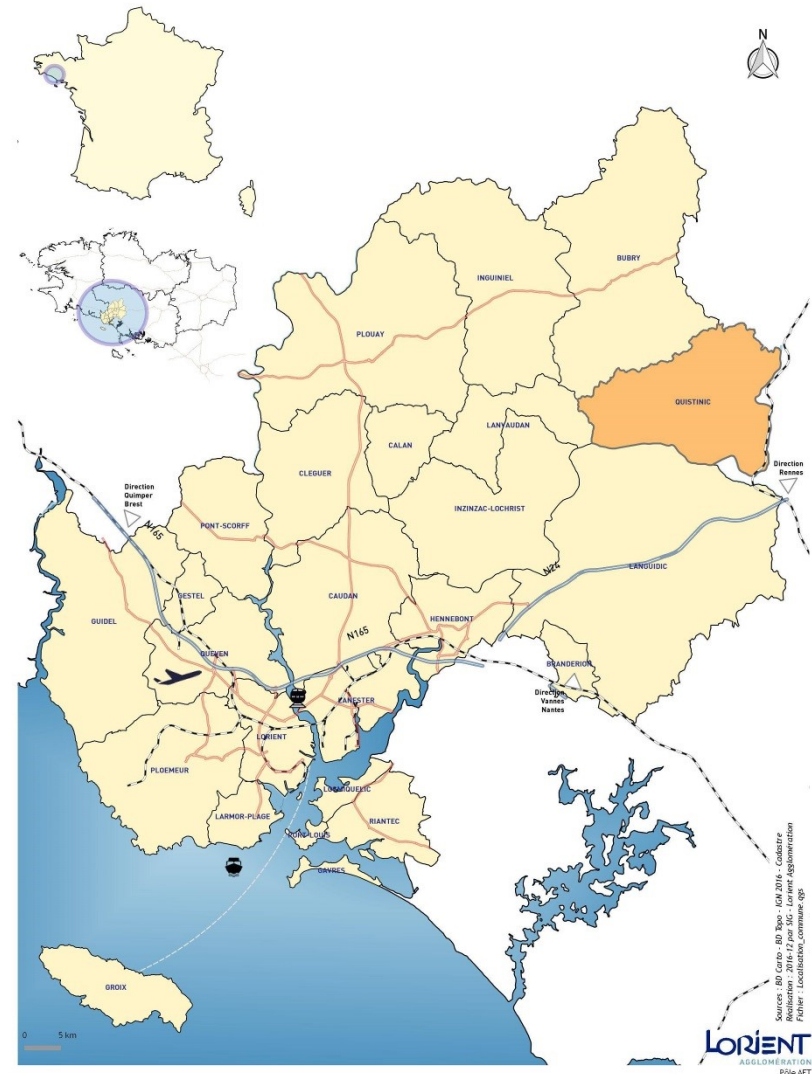 N
BUBRY
INGUINIEL
PLOUAY
QUISTINIC
LANVAUDAN
CALAN
CLEGUER
Direction
Rennes
Direction
Quimper
Brest
INZINZAC-LOCHRIST
PONT-SCORFF
N165
N24
LANGUIDIC
GESTEL
CAUDAN
HENNEBONT
GUIDEL
N165
QUEVEN
BRANDERION
Direction
Vannes
Nantes
LANESTER
LORIENT
PLOEMEUR
LOCMIQUELIC
LARMOR-PLAGE
RIANTEC
PORT-LOUIS
GAVRES
GROIX
0 5 km
Sources : BD Carto - BD Topo - IGN 2016 - Cadastre
Réalisation : 2016-12 par SIG - Lorient Agglomération
Fichier : Localisation_commune.qgs
LORIENT
AGGLOMÉRATION
Pôle AET